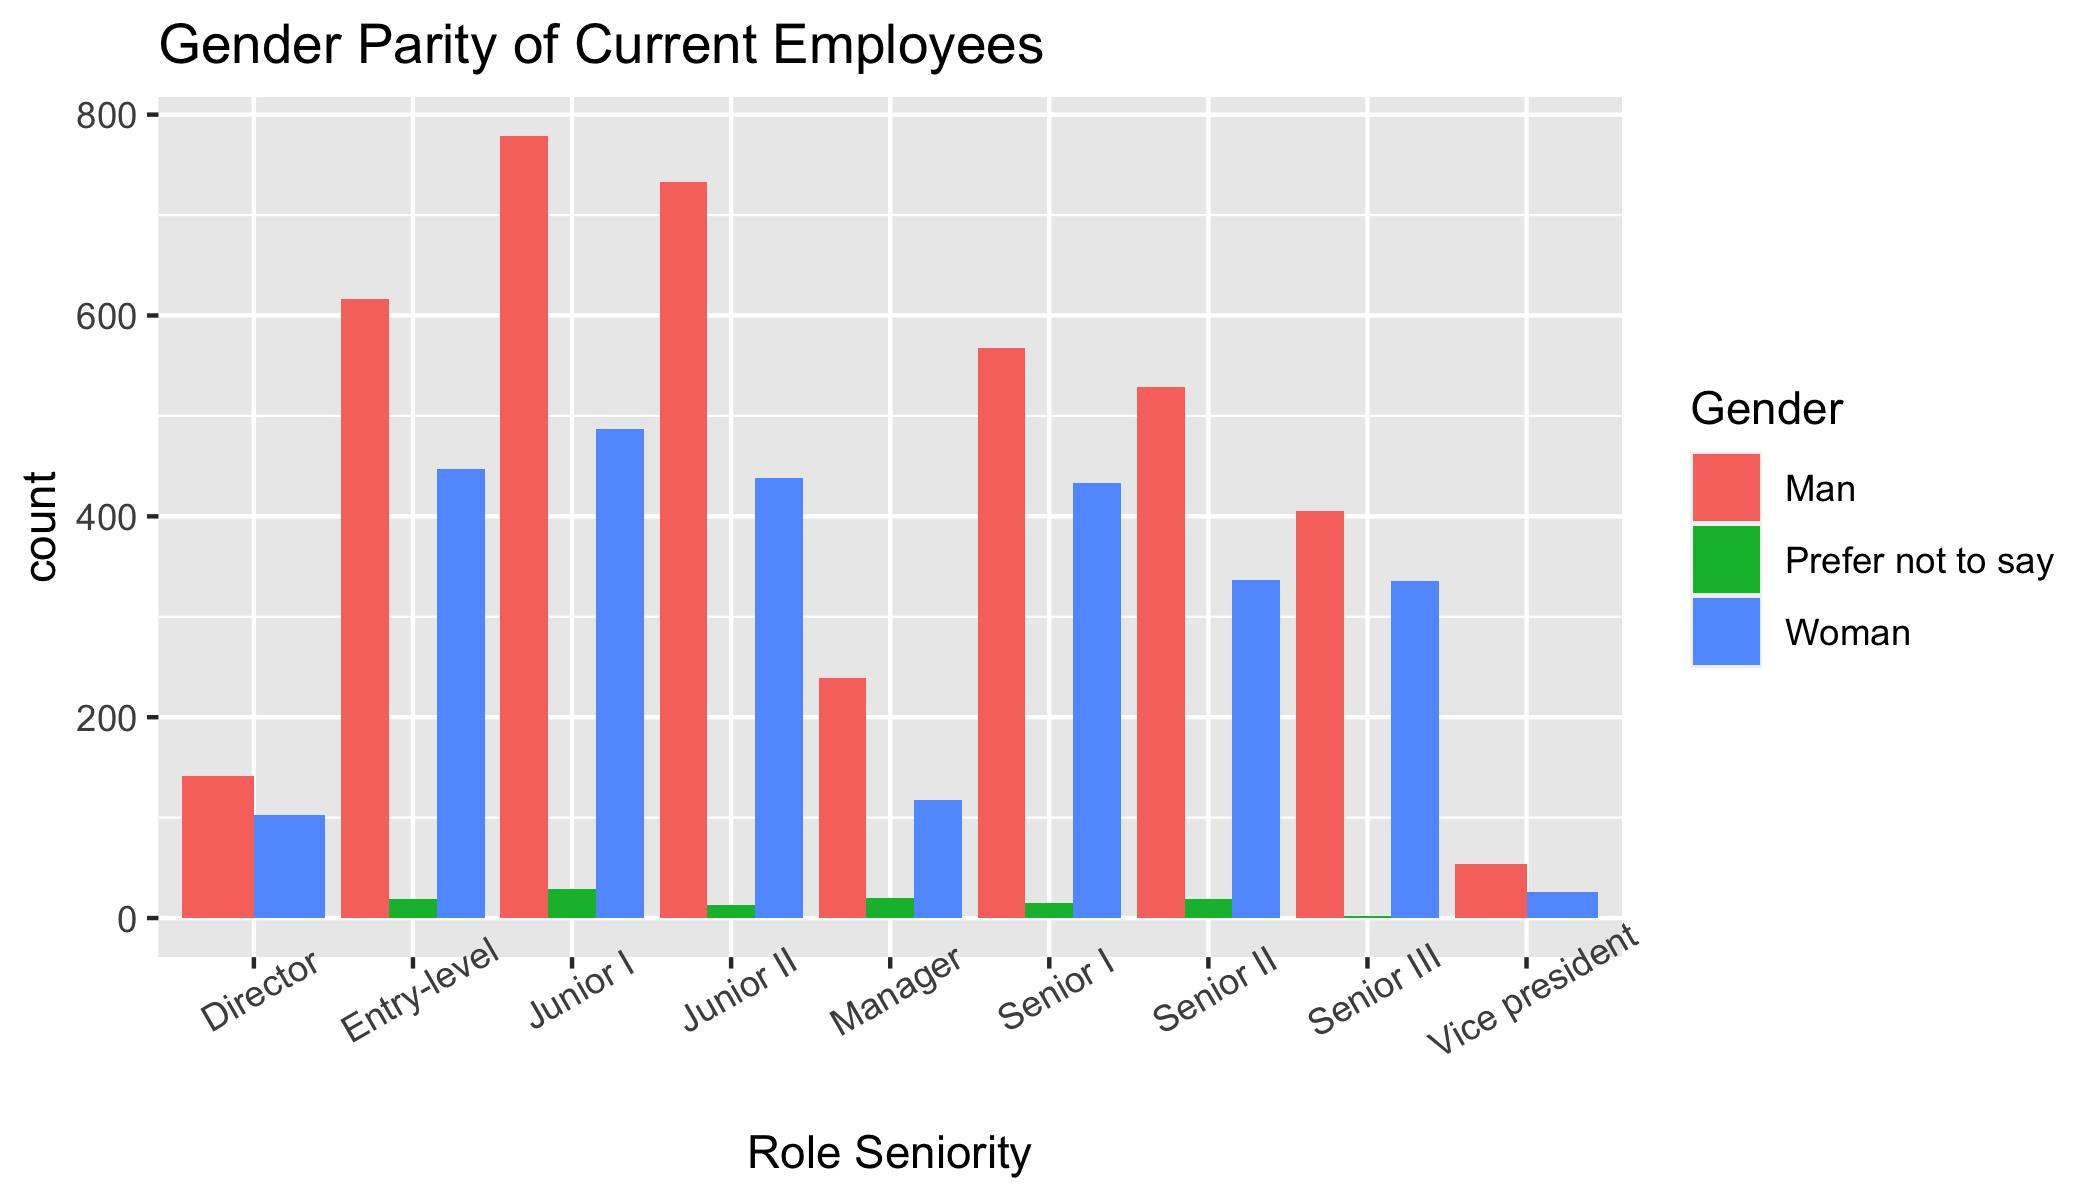 Gender Parity of Current Employees
800
600
400
200
0
count
Director
Entry-level
Junior I
Junior II
Manager
Senior I
Senior II
Senior III
Vice president
Role Seniority
Gender
Man
Prefer not to say
Woman